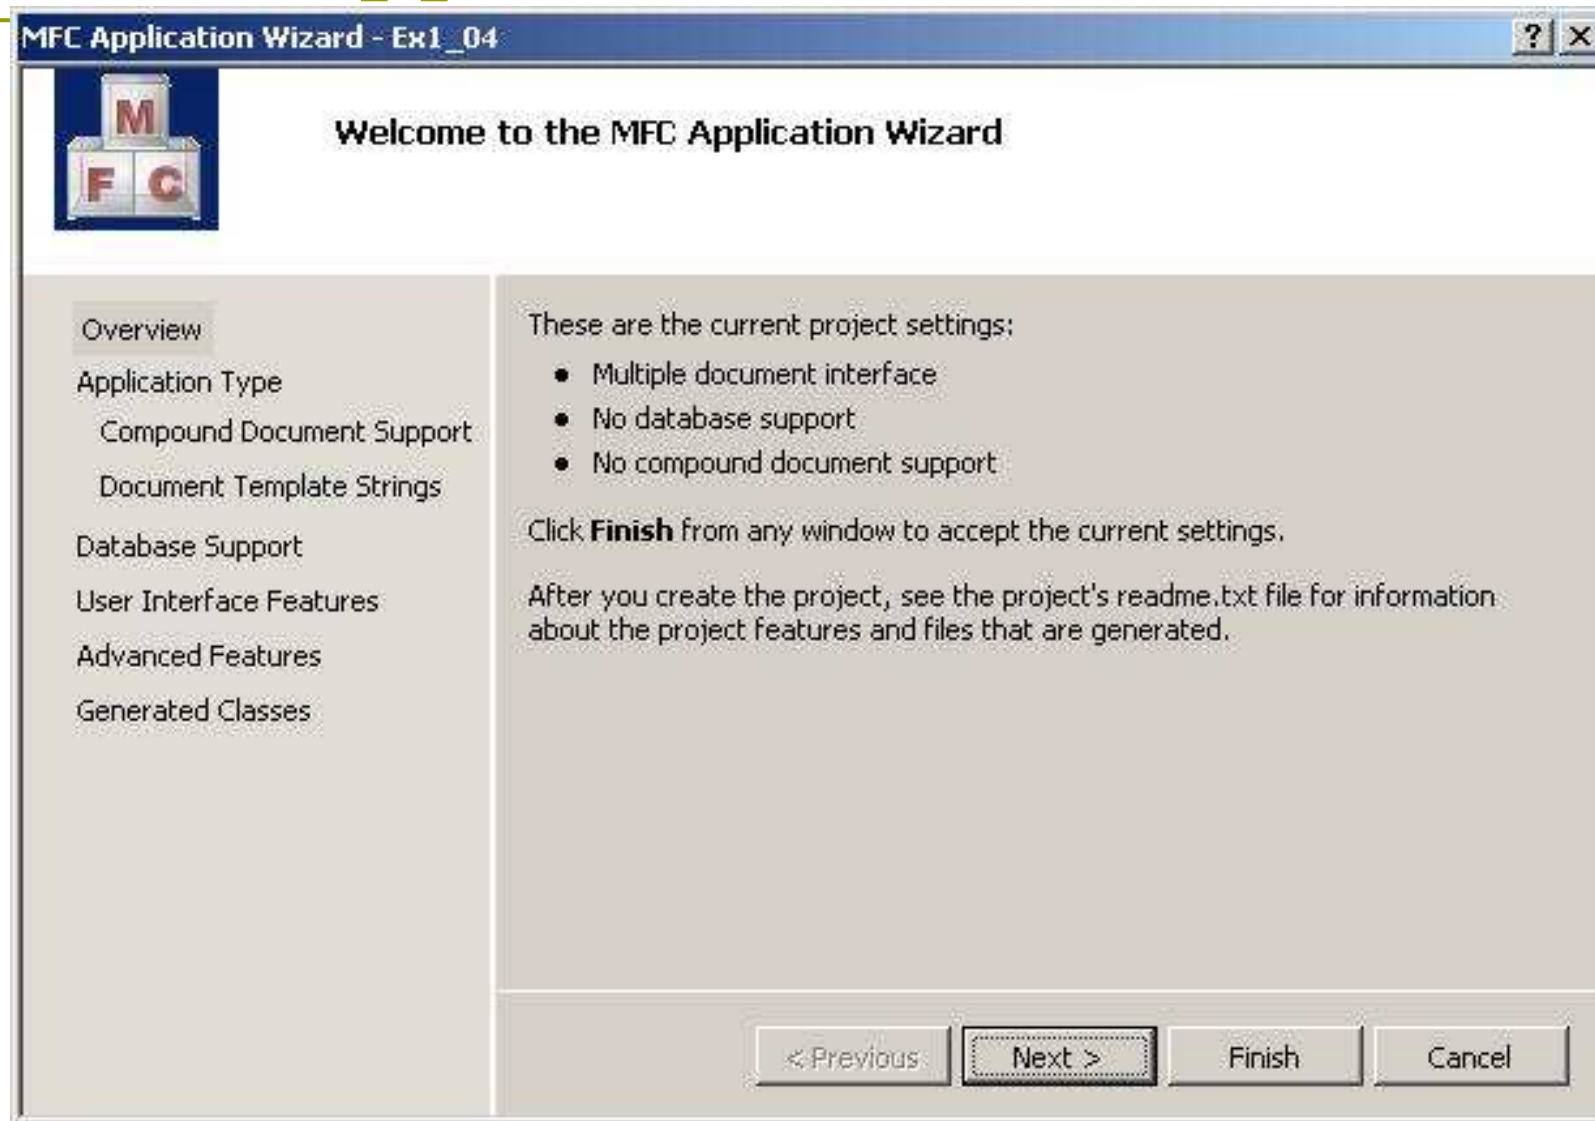 MFC Application Wizard - Ex1_04
? ×
M
F C
Welcome to the MFC Application Wizard
Overview
Application Type
Compound Document Support
Document Template Strings
Database Support
User Interface Features
Advanced Features
Generated Classes
These are the current project settings:
• Multiple document interface
• No database support
• No compound document support
Click Finish from any window to accept the current settings.
After you create the project, see the project's readme.txt file for information
about the project features and files that are generated.
< Previous Next > Finish Cancel